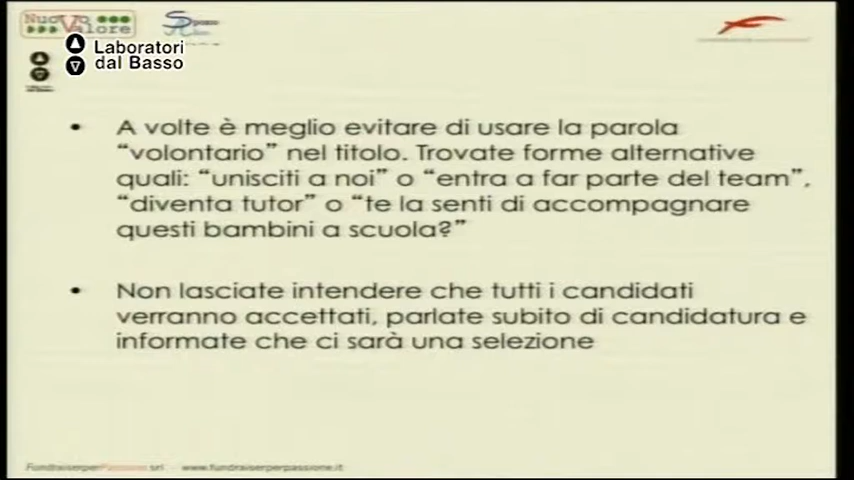 Nuovo
Valore
Laboratori
dal Basso
• A volte è meglio evitare di usare la parola
“volontario” nel titolo. Trovate forme alternative
quali: “unisciti a noi” o “entra a far parte del team”,
“diventa tutor” o “te la senti di accompagnare
questi bambini a scuola?”
• Non lasciate intendere che tutti i candidati
verranno accettati, parlate subito di candidatura e
informate che ci sarà una selezione
FundraiserperPassione srl www.fundraiserperpassione.it